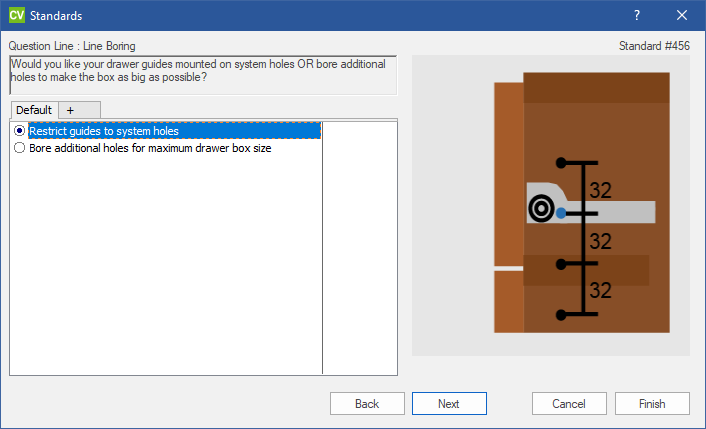 CV Standards
Question Line : Line Boring
Standard #456
Would you like your drawer guides mounted on system holes OR bore additional
holes to make the box as big as possible?
Default +
Restrict guides to system holes
Bore additional holes for maximum drawer box size
32
32
32
Back Next Cancel Finish